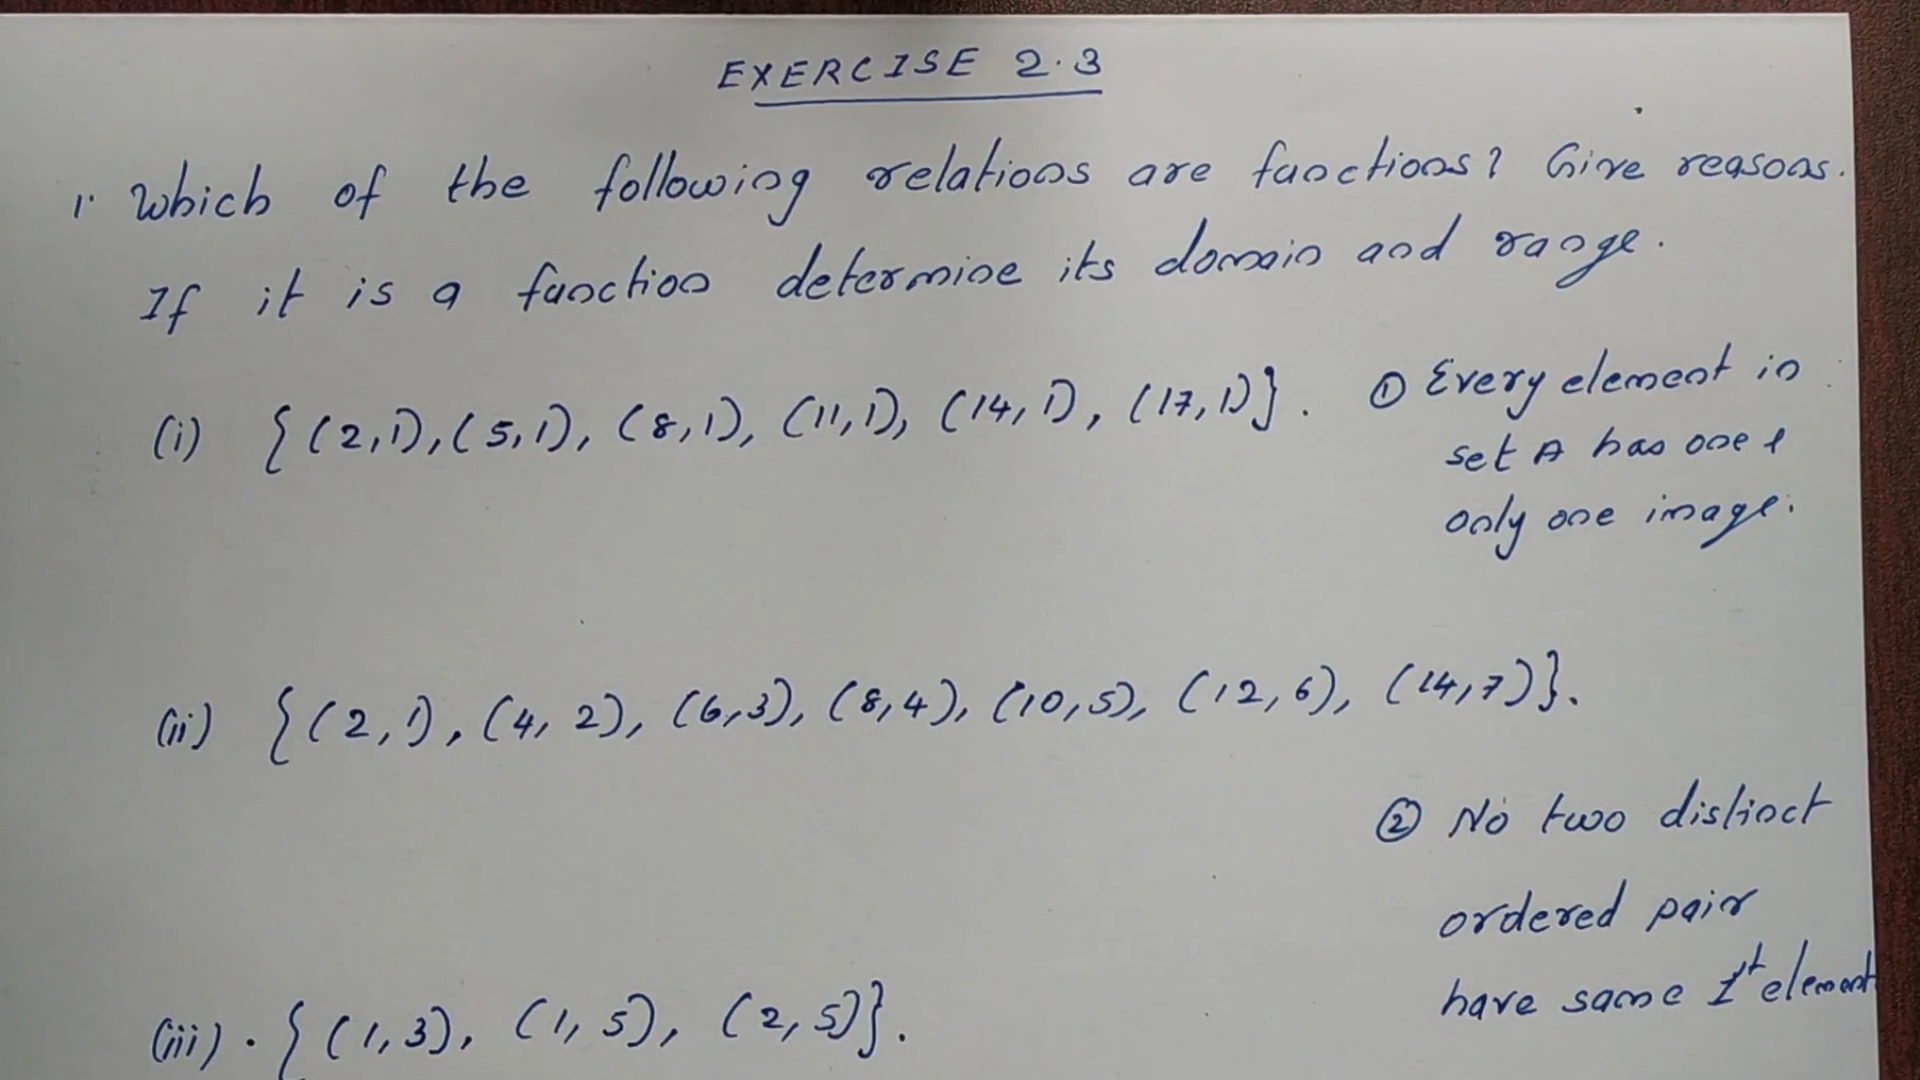 EXERCISE 2.3
1. Which of the following relations are functions? Give reasons.
If it is a function determine its domain and range.
(i) {(2,1),(5,1), (8,1), (11,1), (14,1), (17,1)}.
① Every element in
set A has one &
only one image.
(ii) {(2,1), (4,2), (6,3), (8,4), (10,5), (12,6), (14,7)}.
② No two distinct
ordered pair
have same 1st element
(iii) . {(1,3), (1,5), (2,5)}.